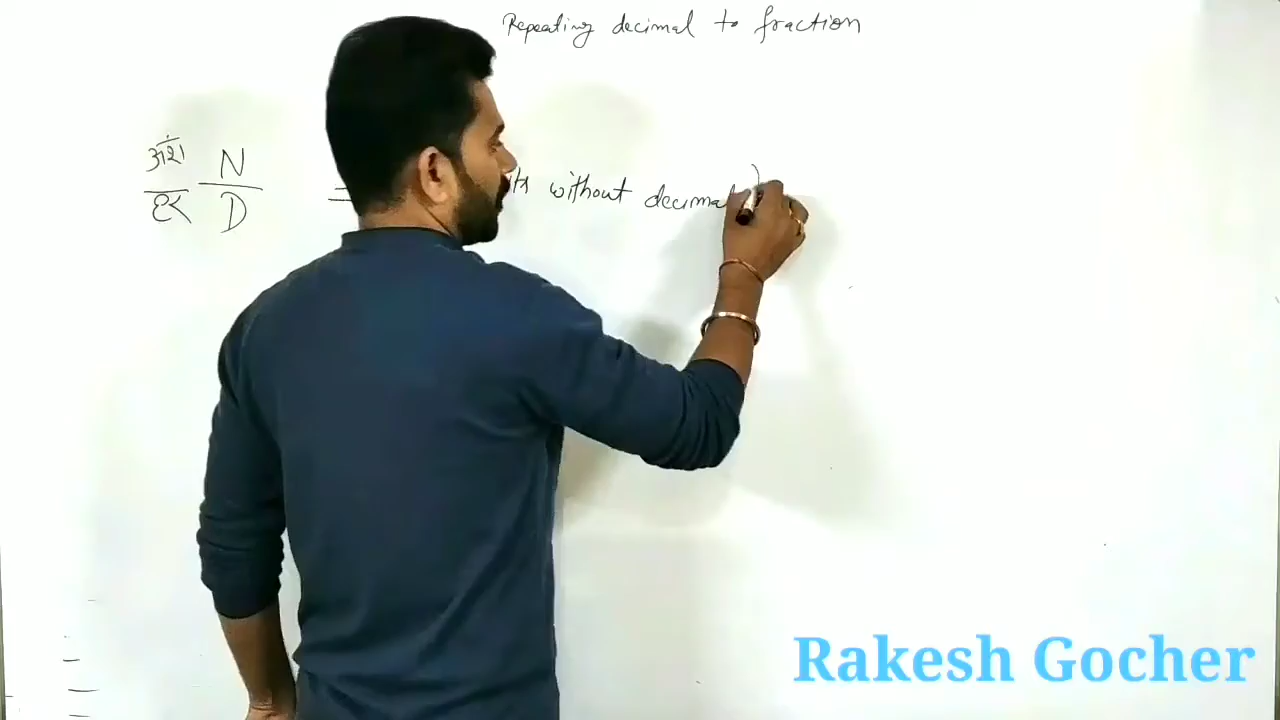 Repeating decimal to fraction
अंश N
हर D
= without decimal)
Rakesh Gocher